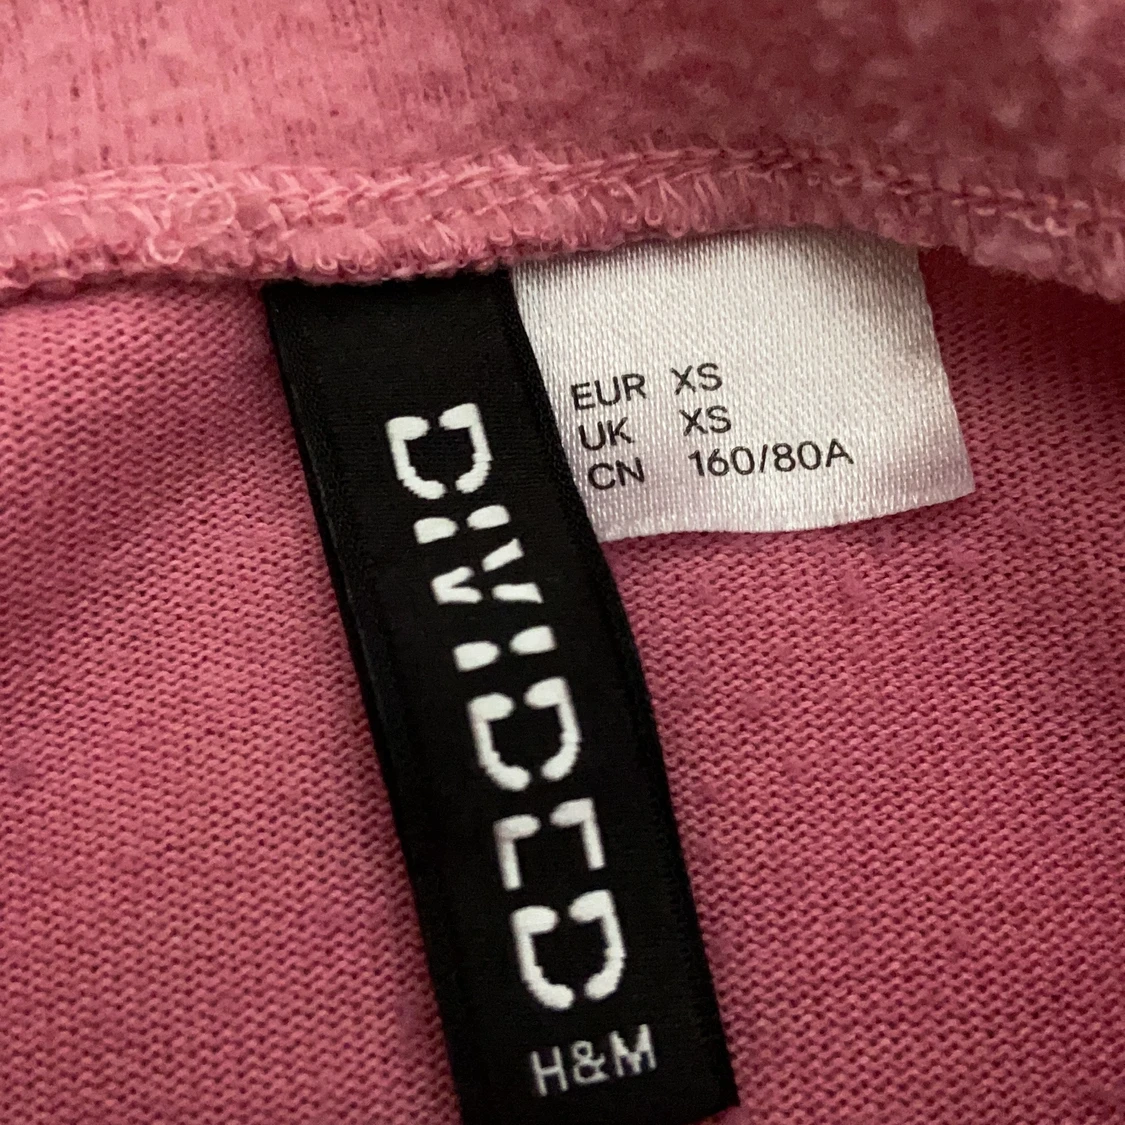 DIVIDED
H&M
EUR XS
UK XS
CN 160/80A